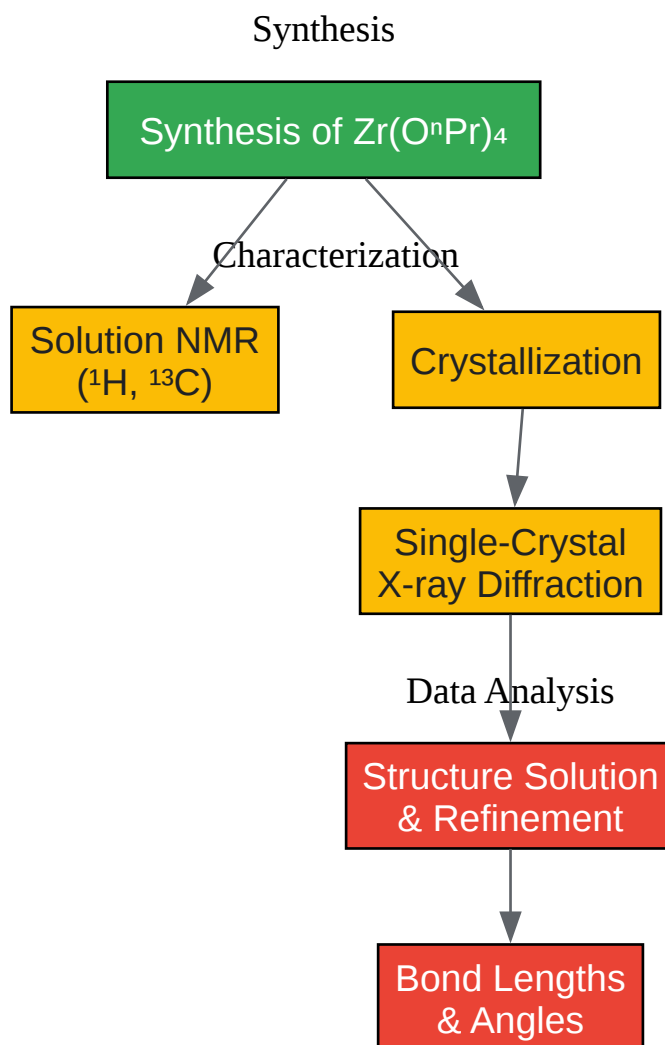 Synthesis
Synthesis of Zr(OⁿPr)₄
Characterization
Solution NMR
(¹H, ¹³C)
Crystallization
Single-Crystal
X-ray Diffraction
Data Analysis
Structure Solution
& Refinement
Bond Lengths
& Angles